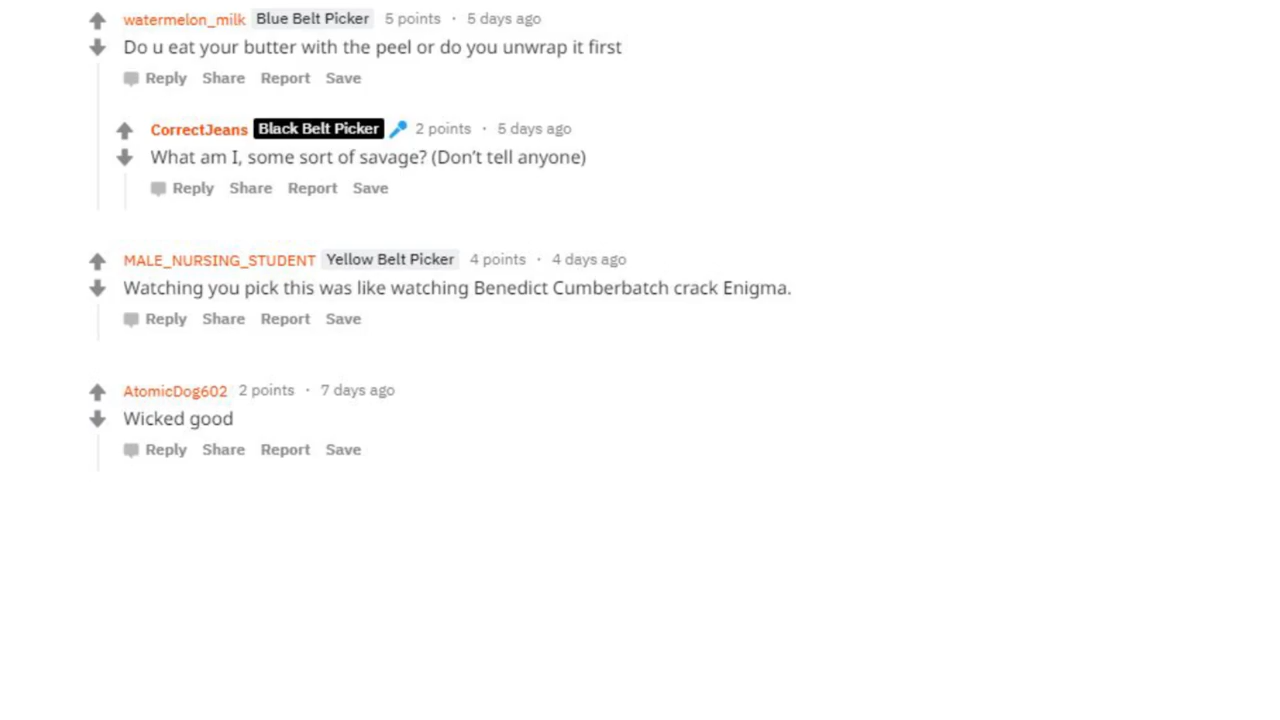 watermelon_milk Blue Belt Picker 5 points · 5 days ago
Do u eat your butter with the peel or do you unwrap it first
Reply Share Report Save
CorrectJeans Black Belt Picker 2 points · 5 days ago
What am I, some sort of savage? (Don’t tell anyone)
Reply Share Report Save
MALE_NURSING_STUDENT Yellow Belt Picker 4 points · 4 days ago
Watching you pick this was like watching Benedict Cumberbatch crack Enigma.
Reply Share Report Save
AtomicDog602 2 points · 7 days ago
Wicked good
Reply Share Report Save